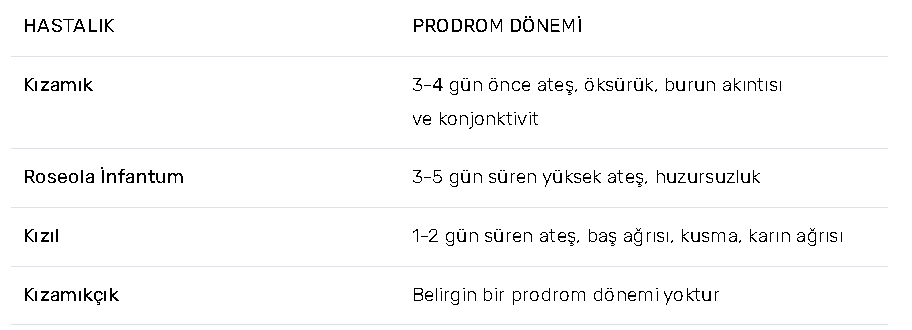 HASTALIK PRODROM DÖNEMİ
Kızamık 3-4 gün önce ateş, öksürük, burun akıntısı
ve konjonktivit
Roseola İnfantum 3-5 gün süren yüksek ateş, huzursuzluk
Kızıl 1-2 gün süren ateş, baş ağrısı, kusma, karın ağrısı
Kızamıkçık Belirgin bir prodrom dönemi yoktur